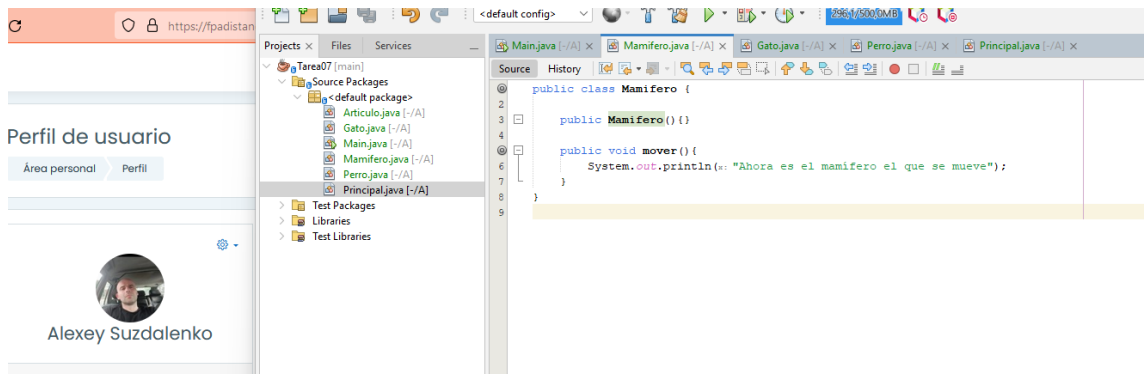 https://fpadistan
<default config>
296,1/500,0MB
Projects
Files
Services
Main.java [-/A]
Mamifero.java [-/A]
Gato.java [-/A]
Perro.java [-/A]
Principal.java [-/A]
Source
History
Tarea07 [main]
Source Packages
<default package>
Articulo.java [-/A]
Gato.java [-/A]
Main.java [-/A]
Mamifero.java [-/A]
Perro.java [-/A]
Principal.java [-/A]
Test Packages
Libraries
Test Libraries
Perfil de usuario
Área personal
Perfil
Alexey Suzdalenko
public class Mamifero {
2
3 public Mamifero(){}
4
public void mover(){
6 System.out.println(x: "Ahora es el mamífero el que se mueve");
7 }
8 }
9